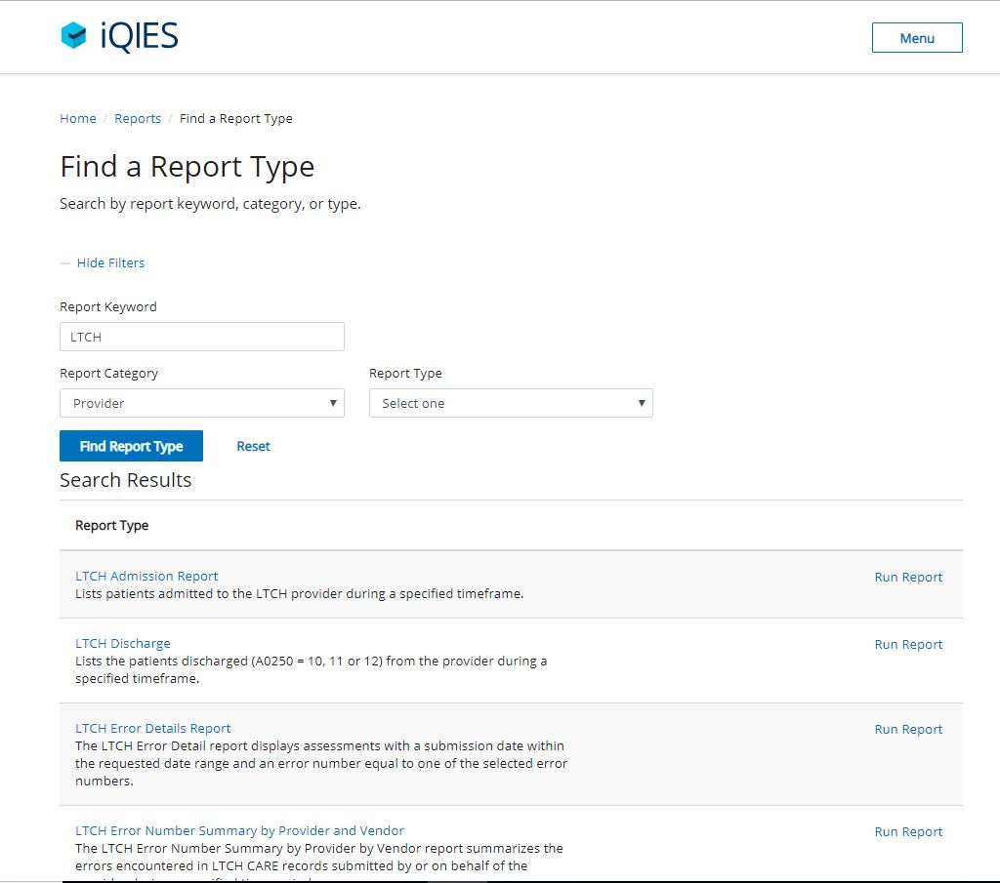 iQIES
Menu
Home / Reports / Find a Report Type
Find a Report Type
Search by report keyword, category, or type.
— Hide Filters
Report Keyword
LTCH
Report Category
Report Type
Provider
Select one
Find Report Type
Reset
Search Results
Report Type
LTCH Admission Report
Run Report
Lists patients admitted to the LTCH provider during a specified timeframe.
LTCH Discharge
Run Report
Lists the patients discharged (A0250 = 10, 11 or 12) from the provider during a
specified timeframe.
LTCH Error Details Report
Run Report
The LTCH Error Detail report displays assessments with a submission date within
the requested date range and an error number equal to one of the selected error
numbers.
LTCH Error Number Summary by Provider and Vendor
Run Report
The LTCH Error Number Summary by Provider by Vendor report summarizes the
errors encountered in LTCH CARE records submitted by or on behalf of the